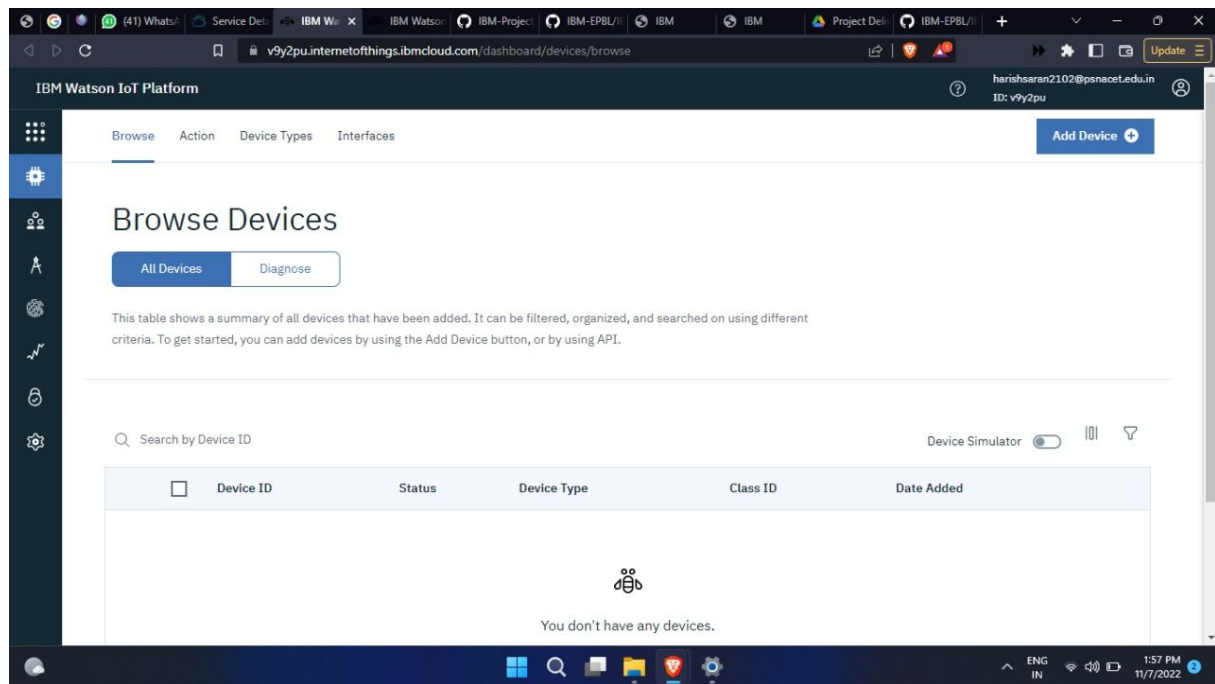 (41) WhatsA
Service Deta
IBM Wa
IBM Watson
IBM-Project
IBM-EPBL/I
IBM
IBM
Project Deli
IBM-EPBL/I
v9y2pu.internetofthings.ibmcloud.com/dashboard/devices/browse
Update
IBM Watson IoT Platform
harishsaran2102@psnacet.edu.in
ID: v9y2pu
Browse Action Device Types Interfaces
Add Device
Browse Devices
All Devices Diagnose
This table shows a summary of all devices that have been added. It can be filtered, organized, and searched on using different
criteria. To get started, you can add devices by using the Add Device button, or by using API.
Search by Device ID
Device Simulator
Device ID Status Device Type Class ID Date Added
You don't have any devices.
ENG
IN
1:57 PM
11/7/2022
2